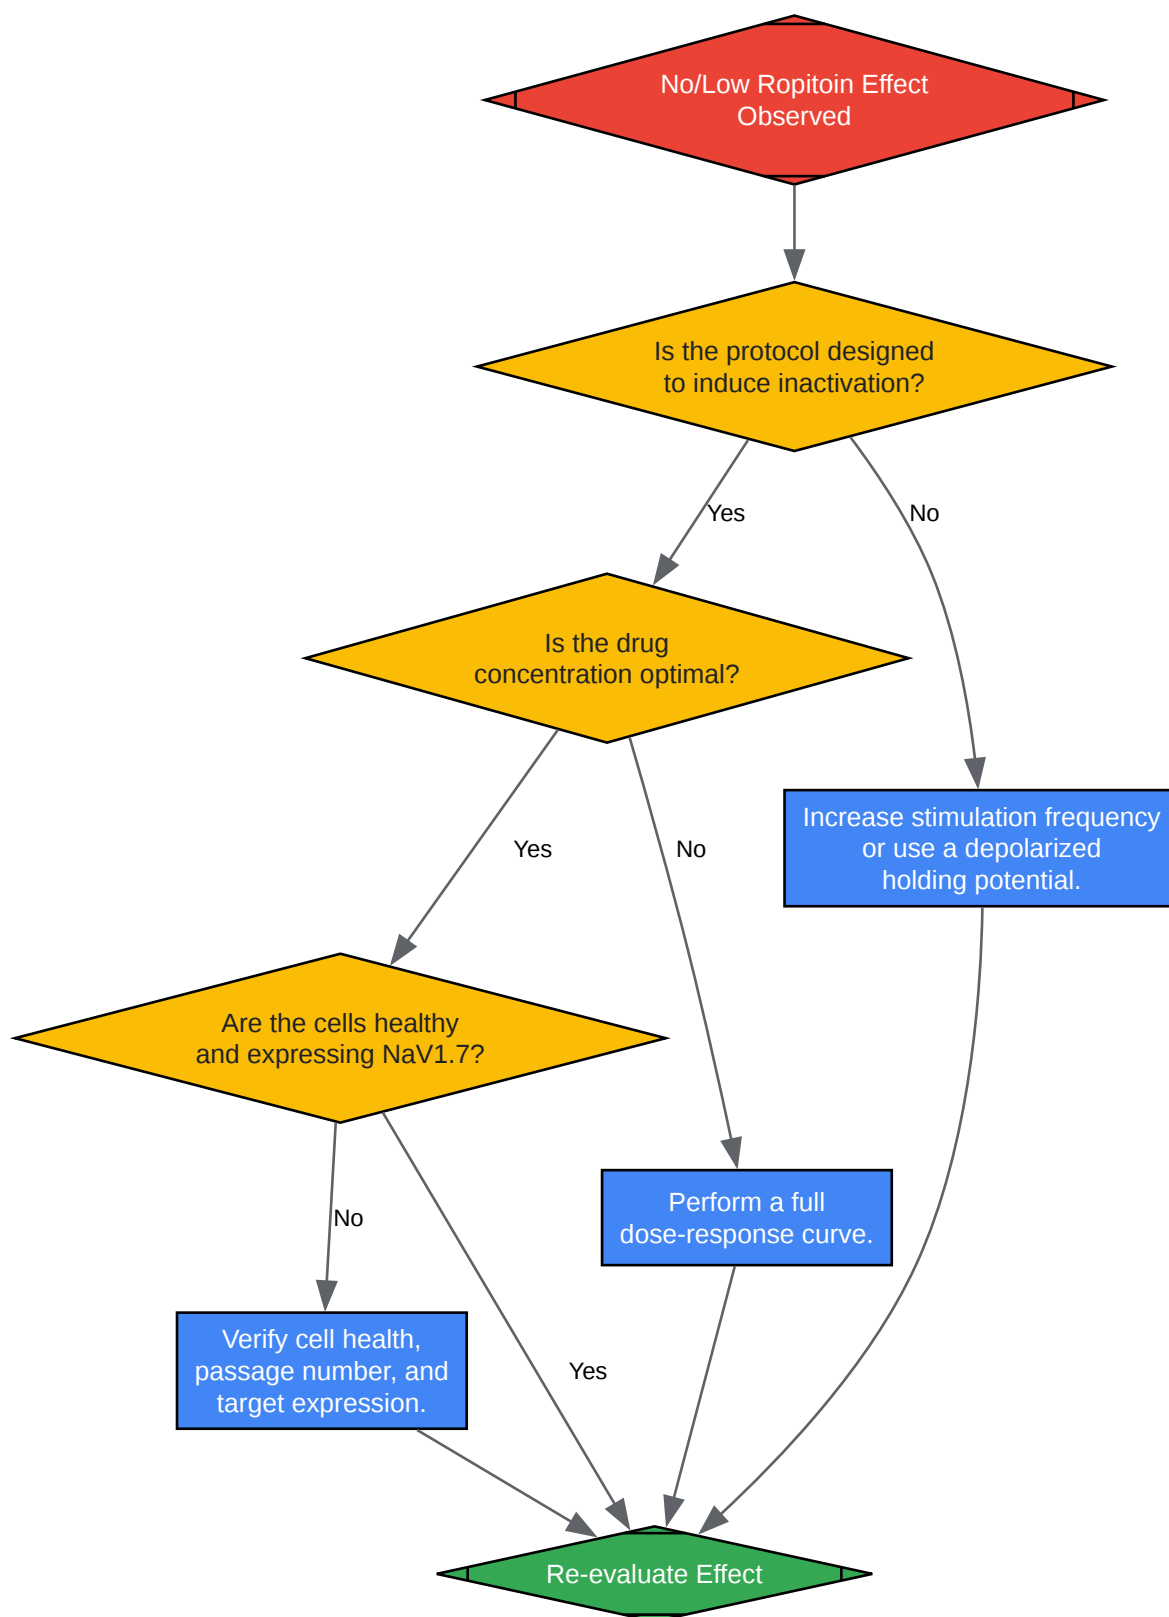 No/Low Ropitoin Effect
Observed
Is the protocol designed
to induce inactivation?
Yes
No
Is the drug
concentration optimal?
Increase stimulation frequency
or use a depolarized
holding potential.
Yes
No
Are the cells healthy
and expressing NaV1.7?
Perform a full
dose-response curve.
No
Yes
Verify cell health,
passage number, and
target expression.
Re-evaluate Effect